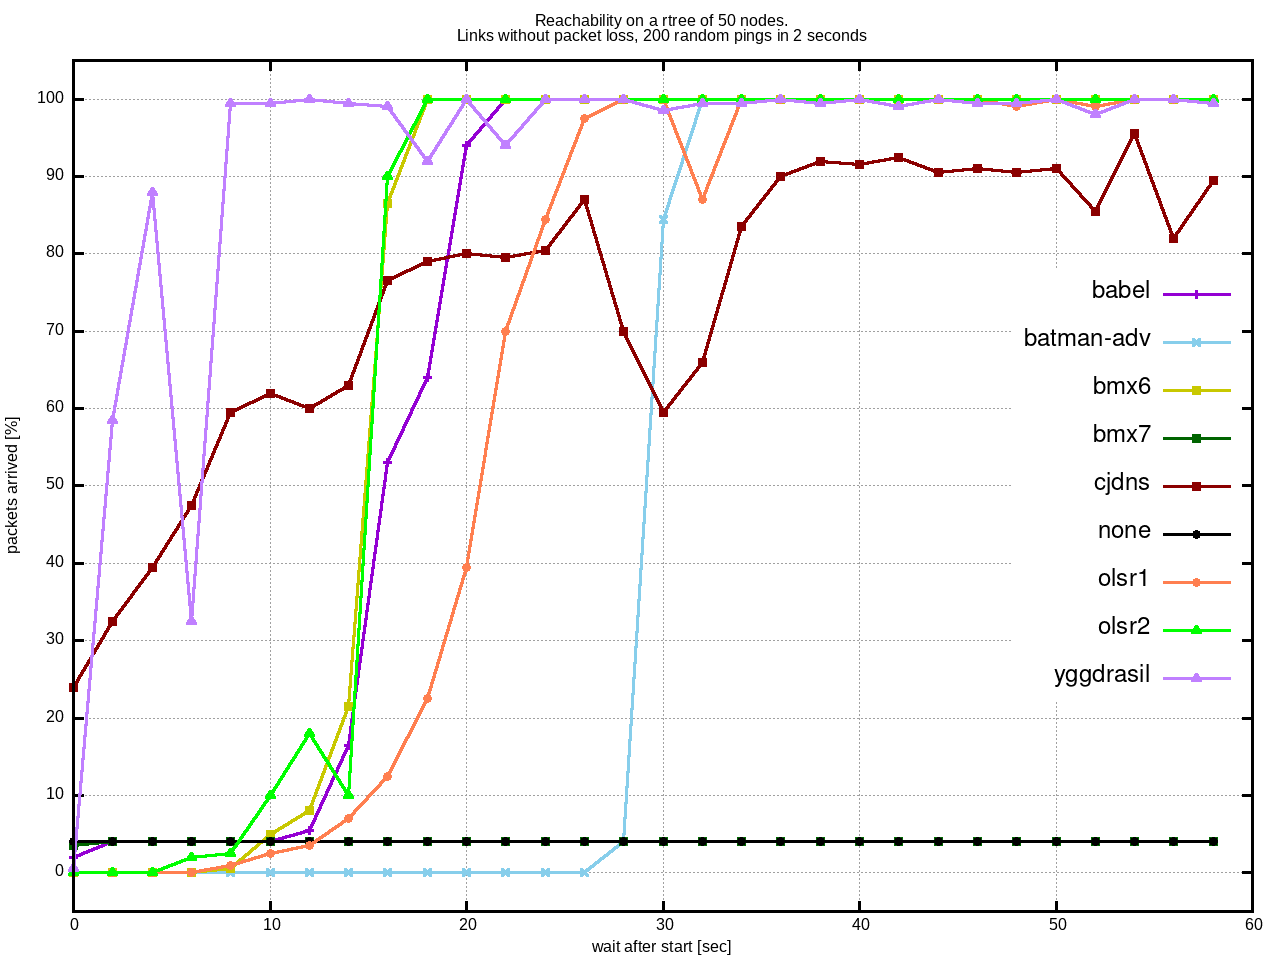 Reachability on a rtree of 50 nodes.
Links without packet loss, 200 random pings in 2 seconds
100
90
80
70
60
50
40
30
20
10
0
packets arrived [%]
babel
batman-adv
bmx6
bmx7
cjdns
none
olsr1
olsr2
yggdrasil
0 10 20 30 40 50 60
wait after start [sec]